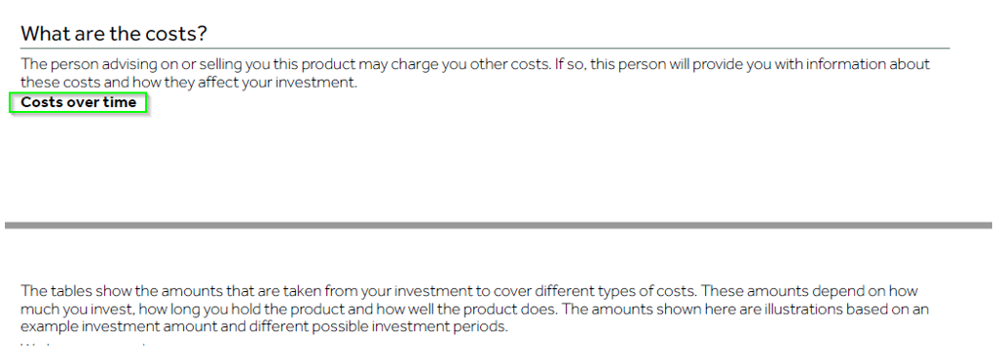 What are the costs?
The person advising on or selling you this product may charge you other costs. If so, this person will provide you with information about
these costs and how they affect your investment.
Costs over time
The tables show the amounts that are taken from your investment to cover different types of costs. These amounts depend on how
much you invest, how long you hold the product and how well the product does. The amounts shown here are illustrations based on an
example investment amount and different possible investment periods.